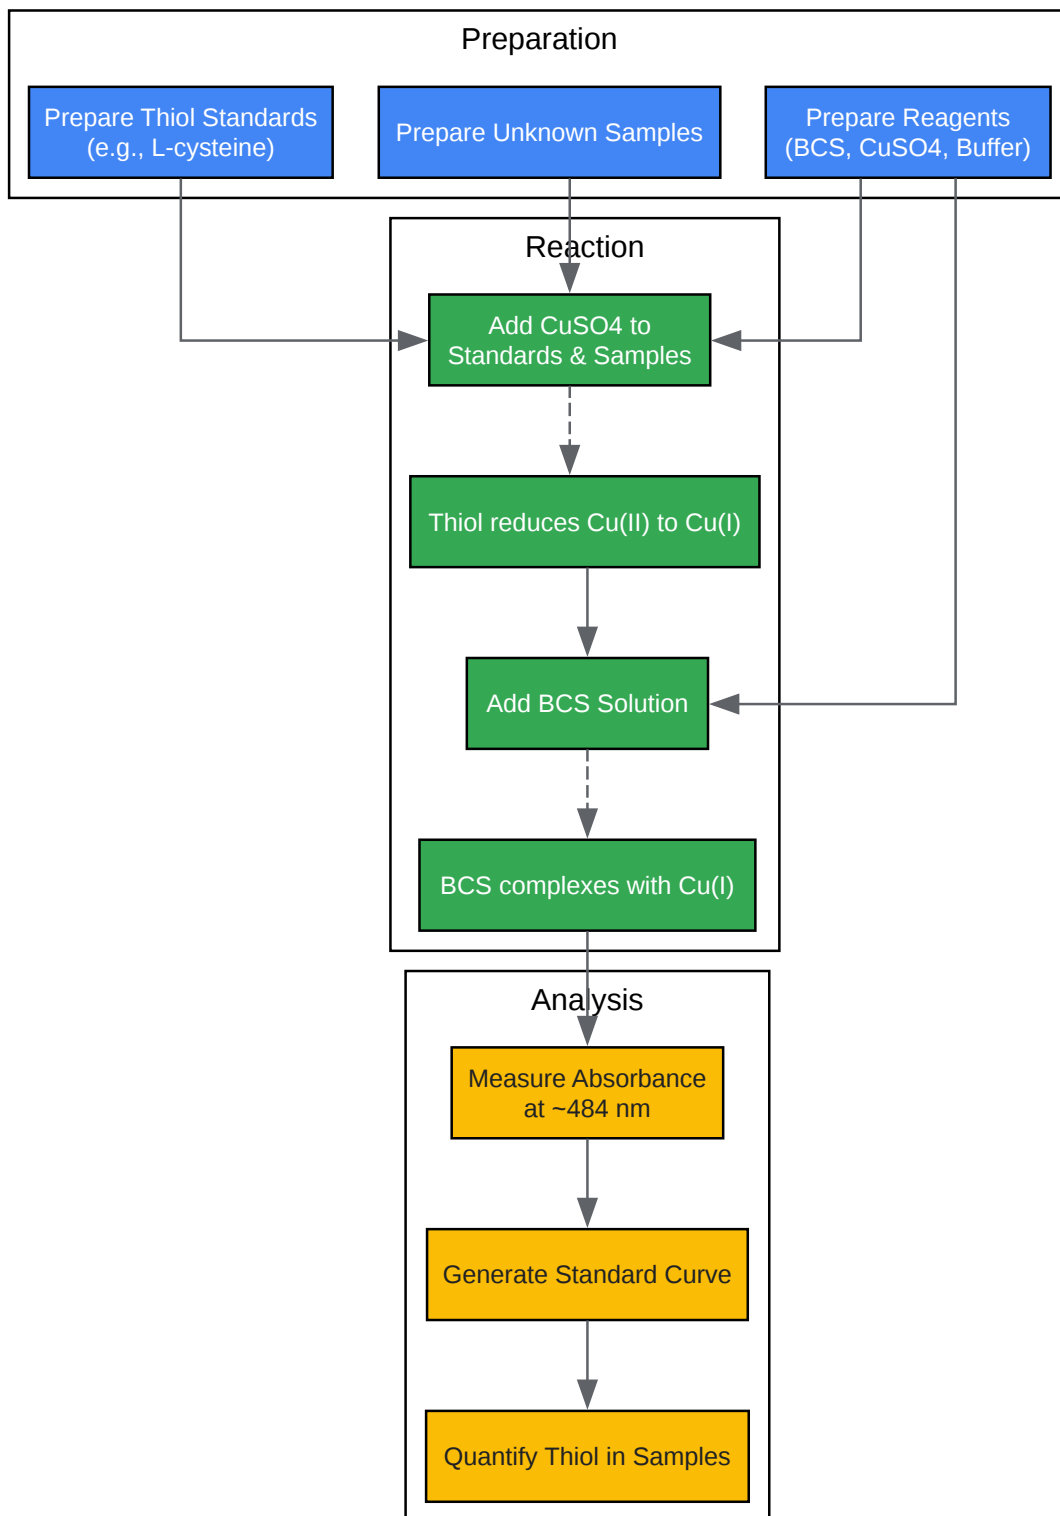 Preparation
Prepare Thiol Standards
(e.g., L-cysteine)
Prepare Unknown Samples
Prepare Reagents
(BCS, CuSO4, Buffer)
Reaction
Add CuSO4 to
Standards & Samples
Thiol reduces Cu(II) to Cu(I)
Add BCS Solution
BCS complexes with Cu(I)
Analysis
Measure Absorbance
at ~484 nm
Generate Standard Curve
Quantify Thiol in Samples